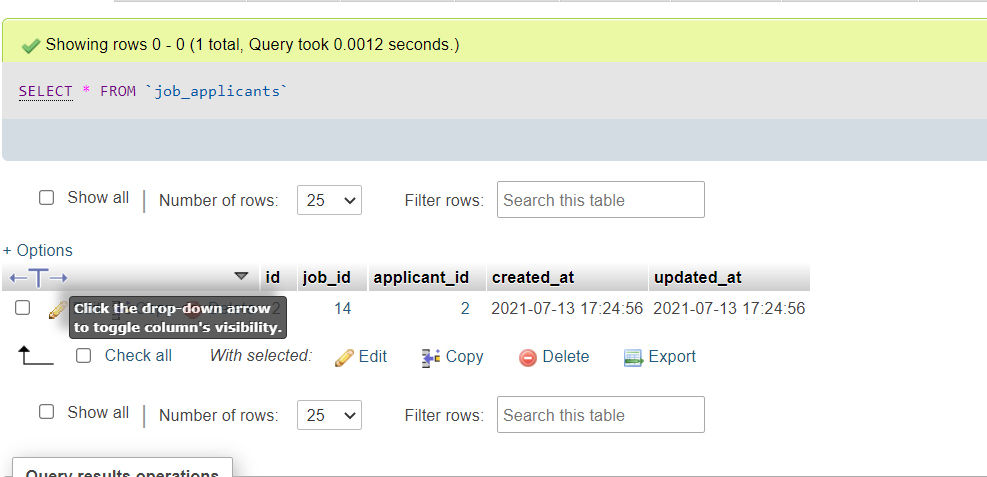 Showing rows 0 - 0 (1 total, Query took 0.0012 seconds.)
SELECT * FROM `job_applicants`
Show all | Number of rows: 25 Filter rows: Search this table
+ Options
←T→ id job_id applicant_id created_at updated_at
2 14 2 2021-07-13 17:24:56 2021-07-13 17:24:56
Click the drop-down arrow
to toggle column's visibility.
Check all With selected: Edit Copy Delete Export
Show all | Number of rows: 25 Filter rows: Search this table
Query results operations